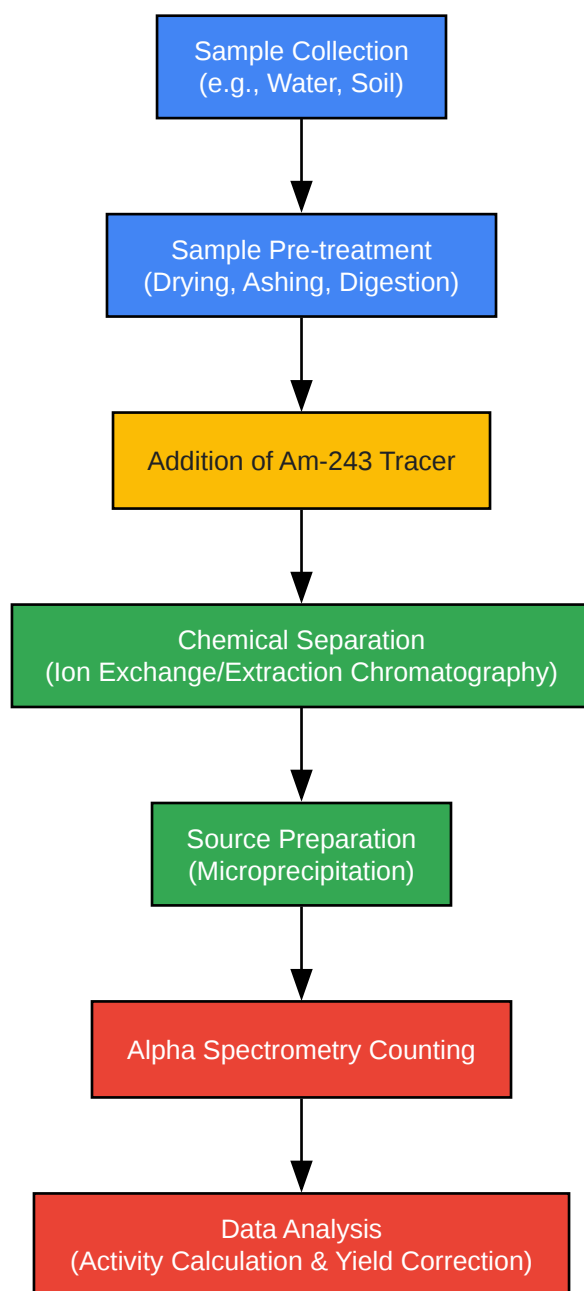 Sample Collection
(e.g., Water, Soil)
Sample Pre-treatment
(Drying, Ashing, Digestion)
Addition of Am-243 Tracer
Chemical Separation
(Ion Exchange/Extraction Chromatography)
Source Preparation
(Microprecipitation)
Alpha Spectrometry Counting
Data Analysis
(Activity Calculation & Yield Correction)